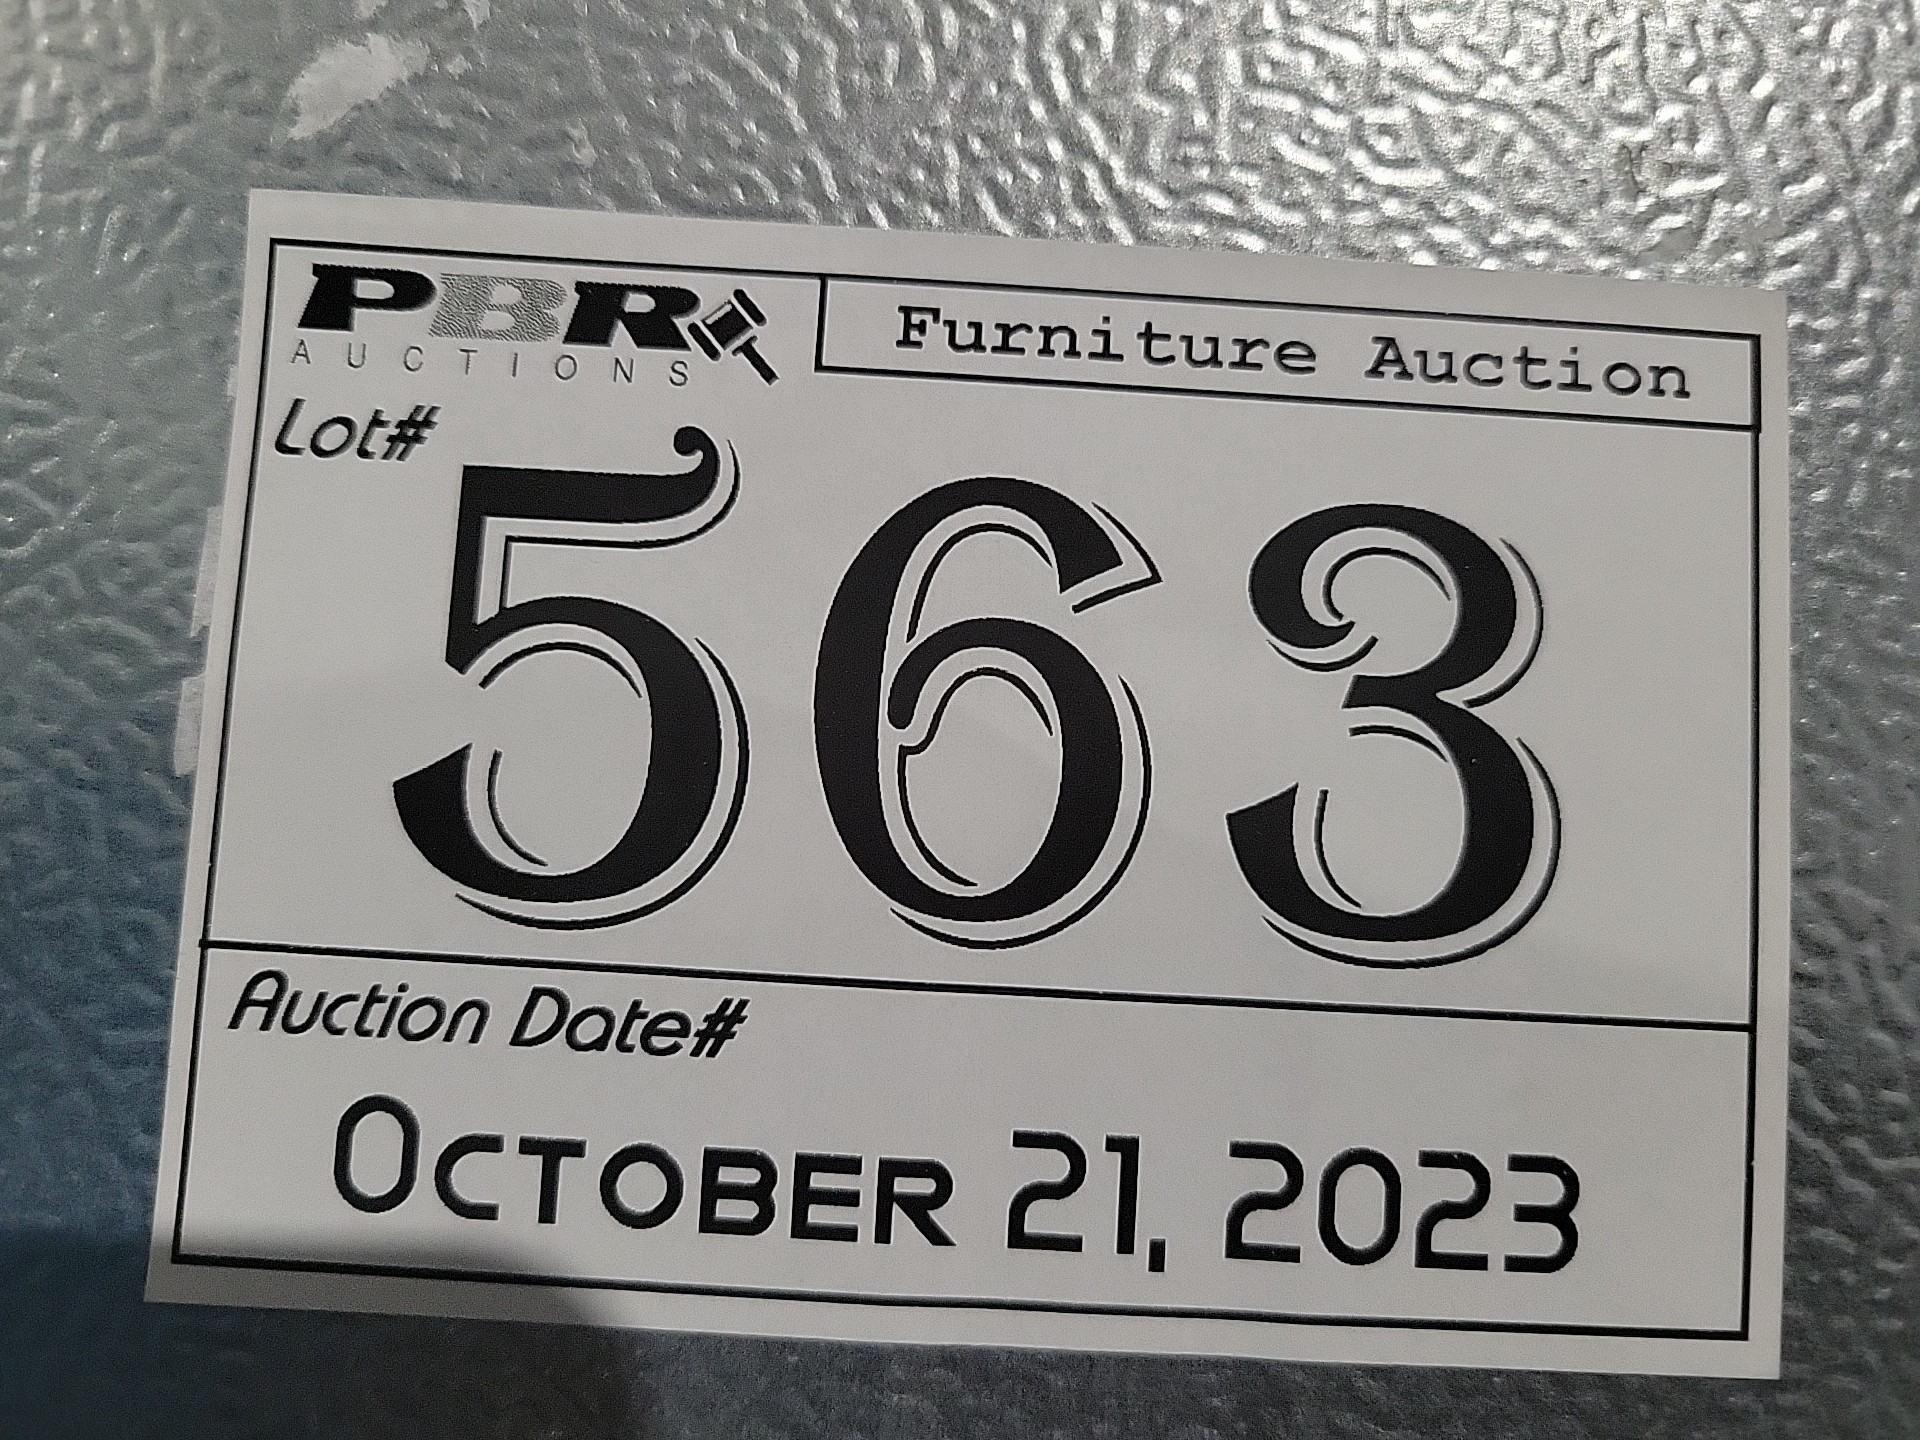 PBR
AUCTIONS
Furniture Auction
Lot#
563
Auction Date#
October 21, 2023